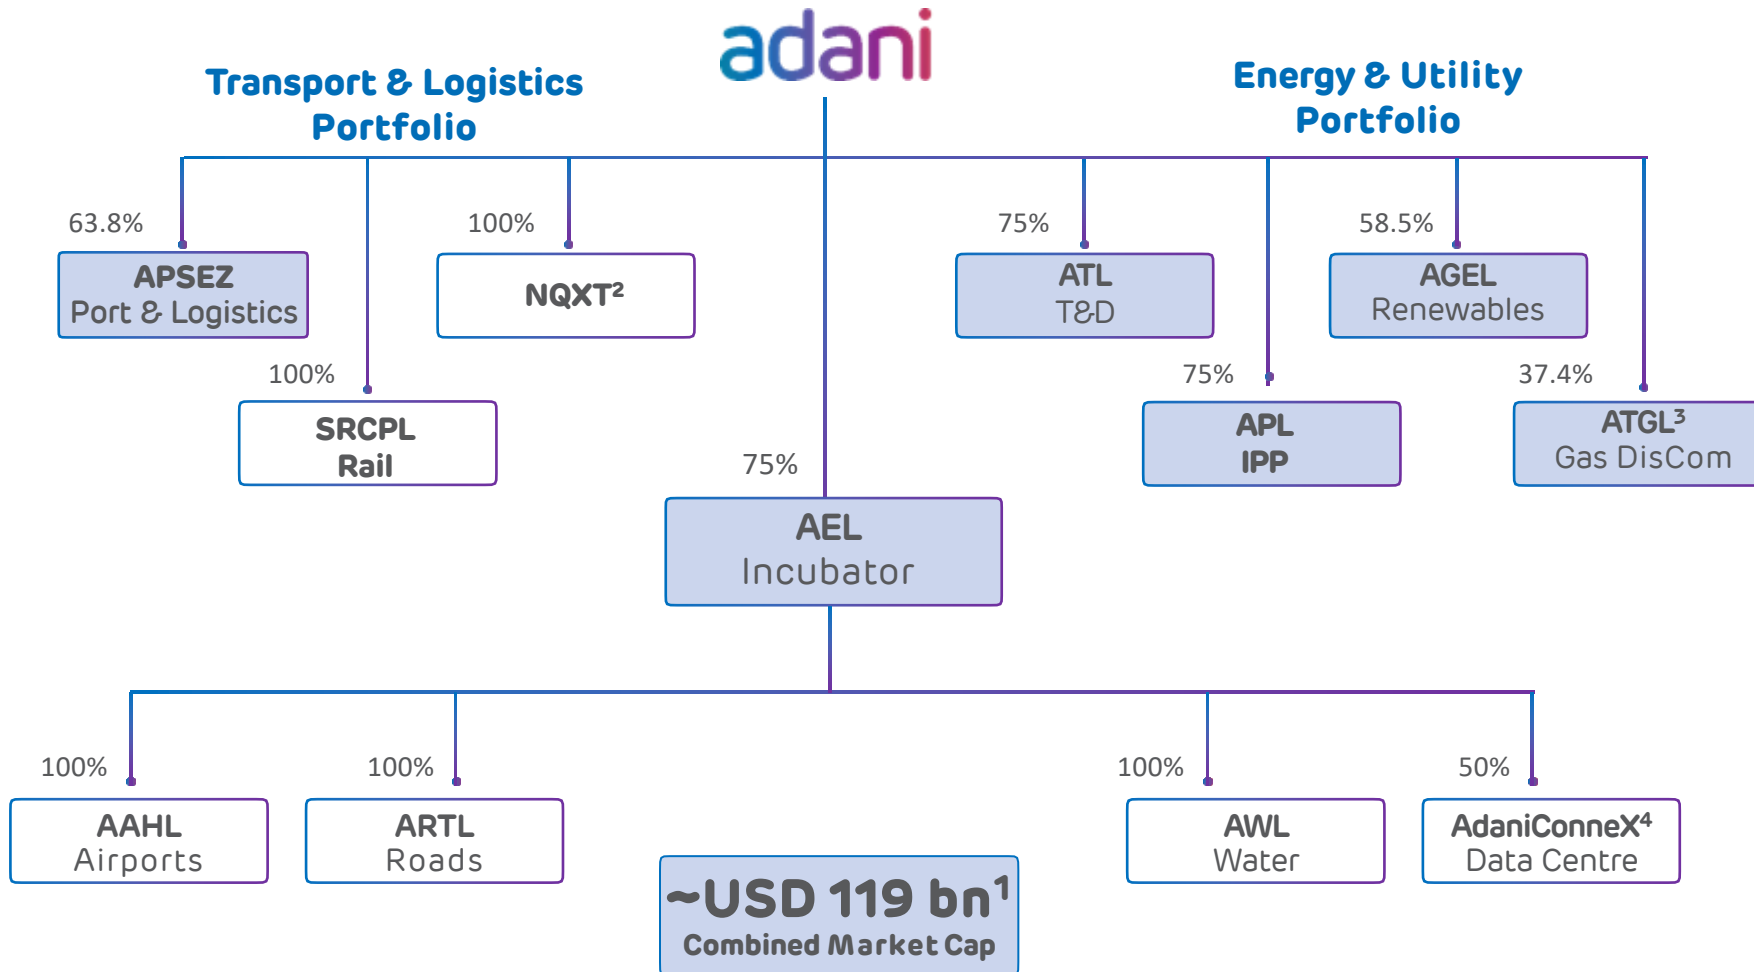 adani
Transport & Logistics
Portfolio
Energy & Utility
Portfolio
63.8%
APSEZ
Port & Logistics
100%
SRCPL
Rail
100%
NQXT²
75%
ATL
T&D
75%
APL
IPP
58.5%
AGEL
Renewables
37.4%
ATGL³
Gas DisCom
75%
AEL
Incubator
100%
AAHL
Airports
100%
ARTL
Roads
100%
AWL
Water
50%
AdaniConneX⁴
Data Centre
~USD 119 bn¹
Combined Market Cap